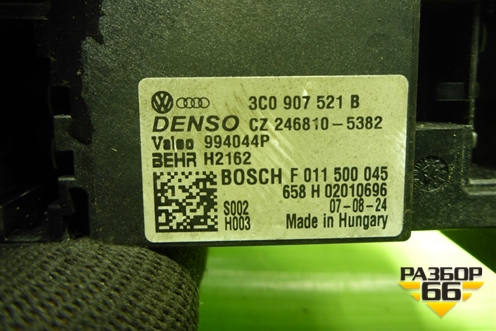 3C0 907 521 B
DENSO CZ 246810-5382
Valeo 994044P
BEHR H2162
BOSCH F 011 500 045
658 H 02010696
S002 07-08-24
H003 Made in Hungary
РАЗБОР
66